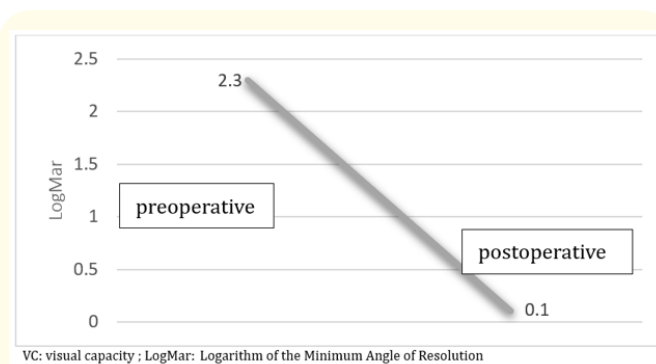 2.5
2.3
2
1.5
LogMar
preoperative
1
postoperative
0.5
0.1
0
VC: visual capacity ; LogMar: Logarithm of the Minimum Angle of Resolution